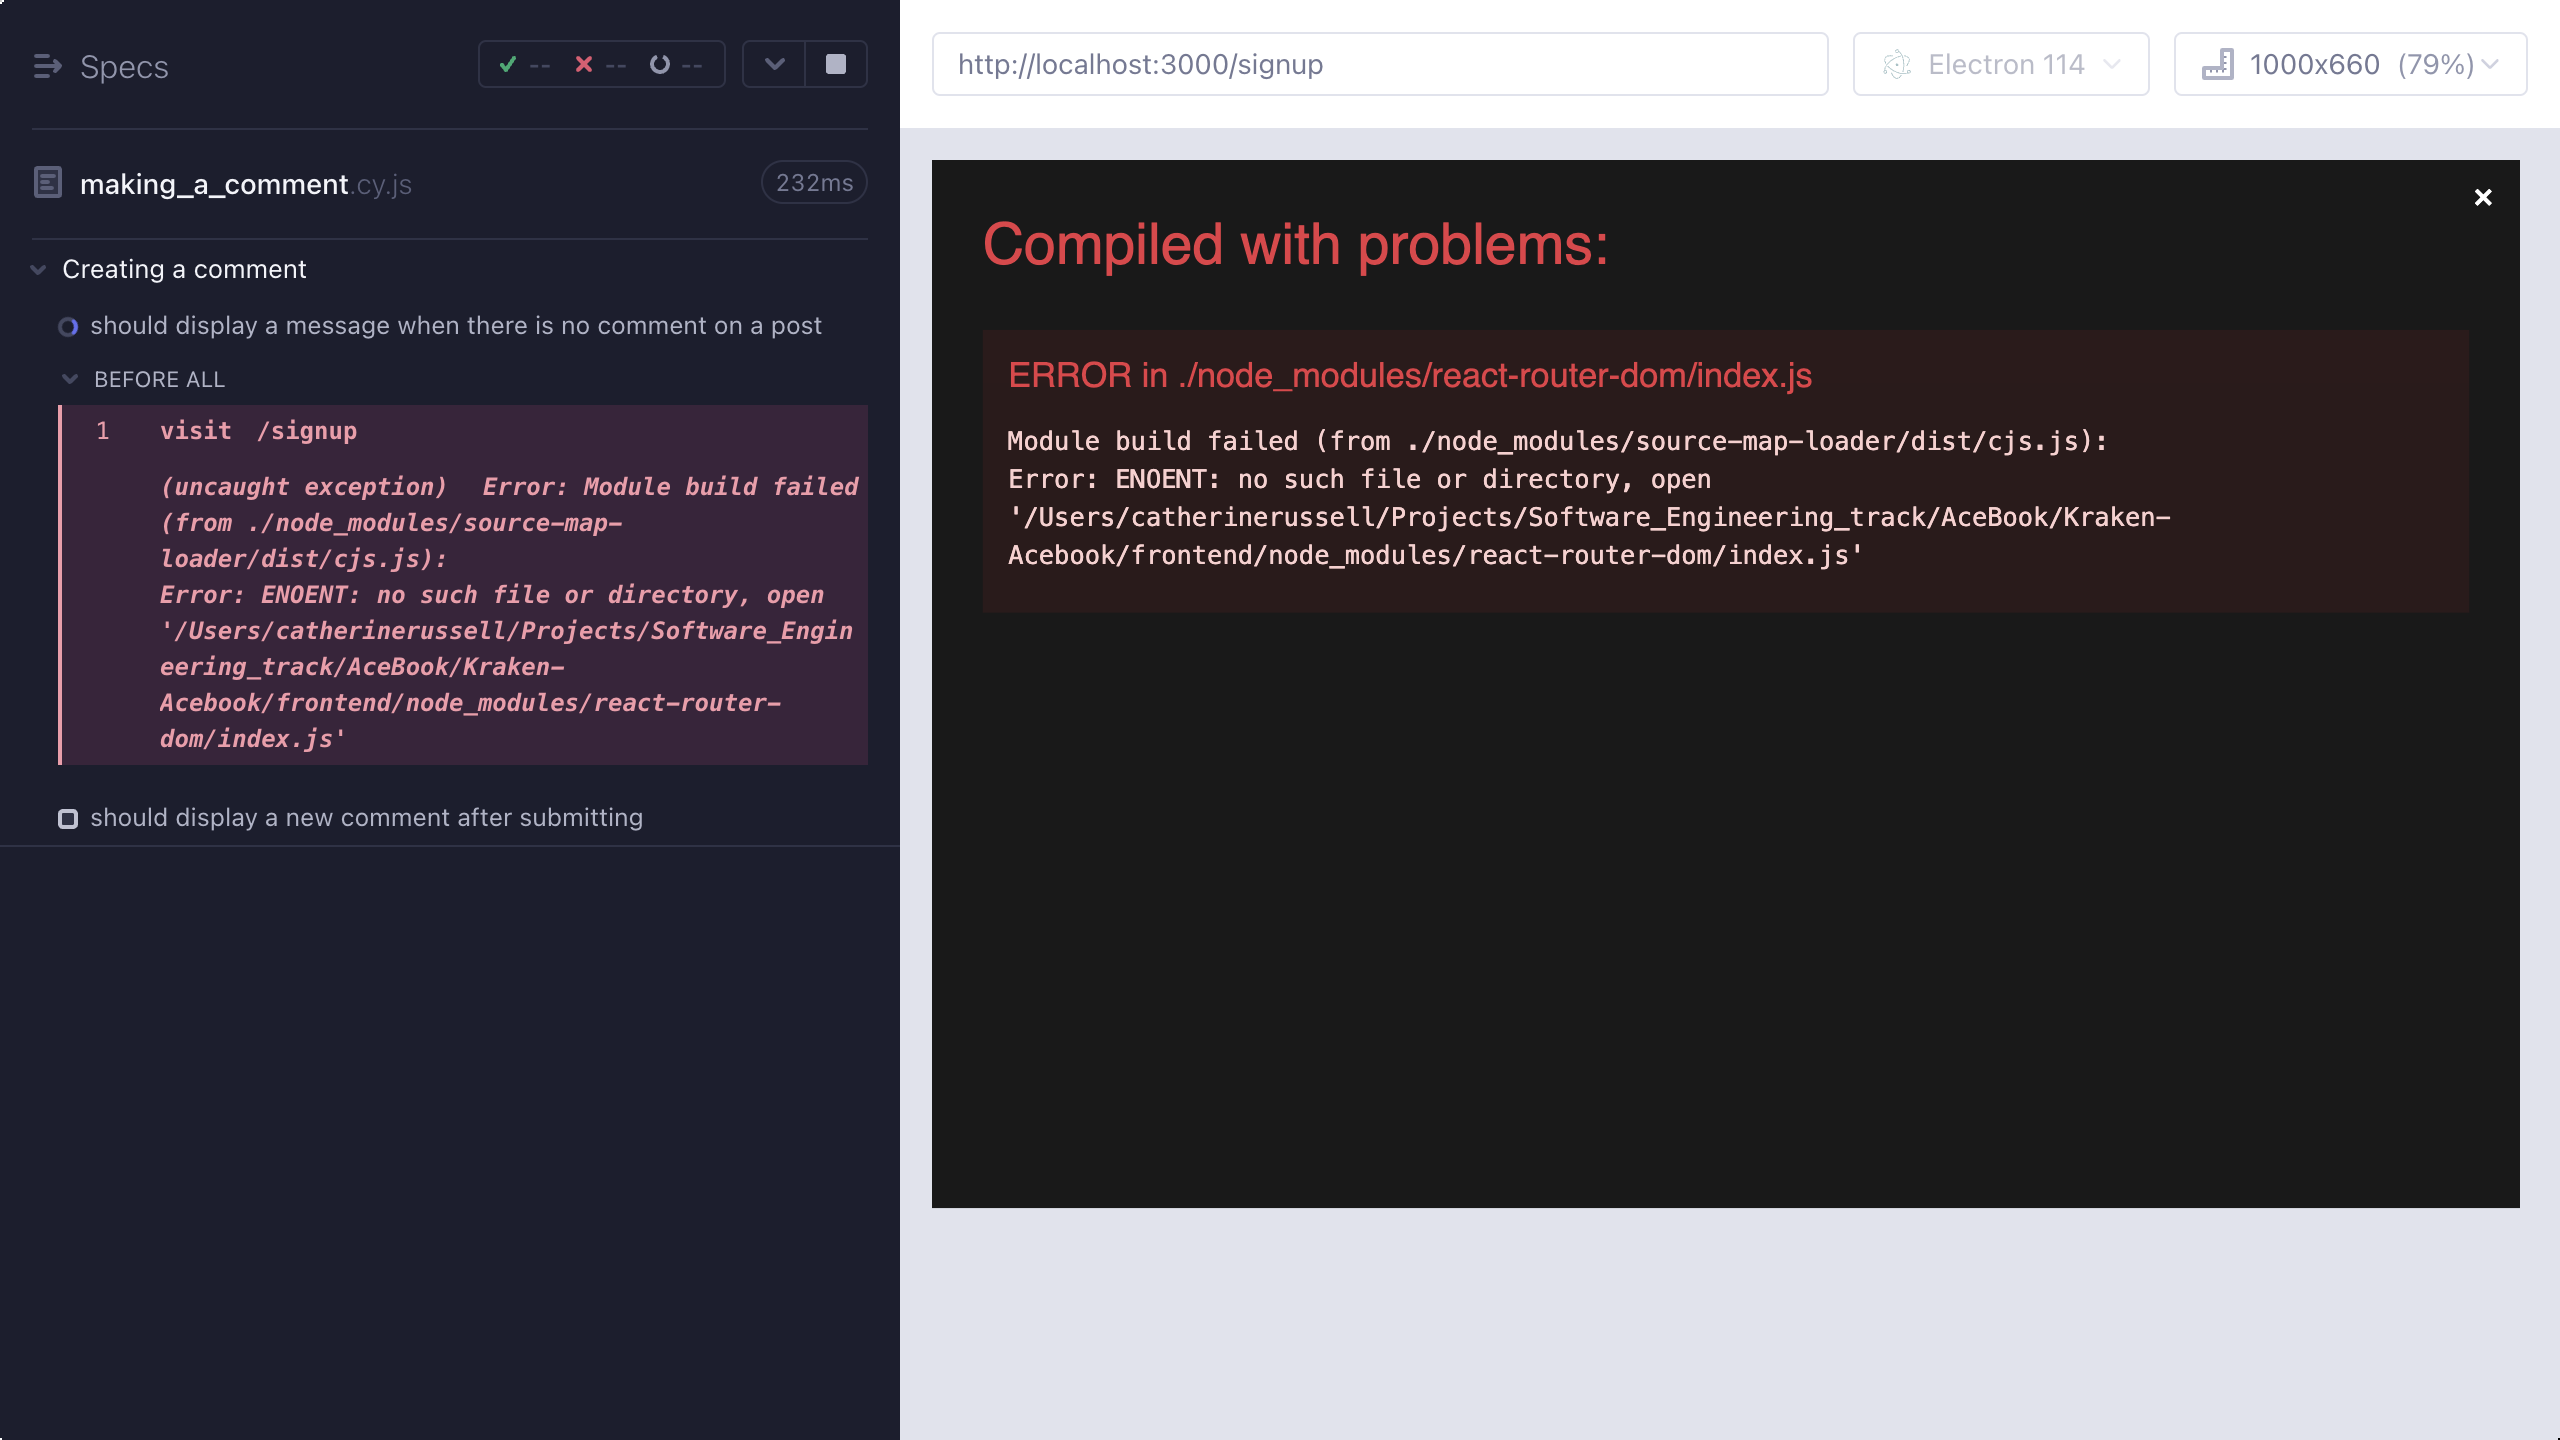 Specs
-- -- --
making_a_comment.cy.js
232ms
Creating a comment
should display a message when there is no comment on a post
BEFORE ALL
1 visit /signup
(uncaught exception) Error: Module build failed
(from ./node_modules/source-map-
loader/dist/cjs.js):
Error: ENOENT: no such file or directory, open
'/Users/catherinerussell/Projects/Software_Engin
eering_track/AceBook/Kraken-
Acebook/frontend/node_modules/react-router-
dom/index.js'
should display a new comment after submitting
http://localhost:3000/signup
Electron 114
1000x660 (79%)
Compiled with problems:
ERROR in ./node_modules/react-router-dom/index.js
Module build failed (from ./node_modules/source-map-loader/dist/cjs.js):
Error: ENOENT: no such file or directory, open
'/Users/catherinerussell/Projects/Software_Engineering_track/AceBook/Kraken-
Acebook/frontend/node_modules/react-router-dom/index.js'